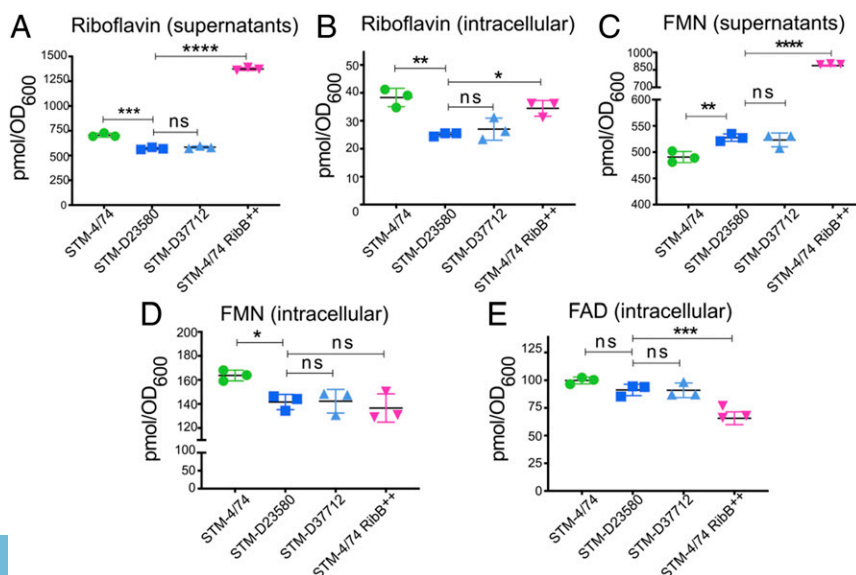 A Riboflavin (supernatants)
pmol/OD600
1500
1250
1000
750
500
250
0
***
ns
****
STM-4/74
STM-D23580
STM-D37712
STM-4/74 RibB++
B Riboflavin (intracellular)
pmol/OD600
40
30
20
10
0
**
ns
*
STM-4/74
STM-D23580
STM-D37712
STM-4/74 RibB++
C FMN (supernatants)
pmol/OD600
900
850
550
500
450
400
**
ns
****
STM-4/74
STM-D23580
STM-D37712
STM-4/74 RibB++
D FMN (intracellular)
pmol/OD600
200
180
160
140
120
100
50
0
*
ns
ns
STM-4/74
STM-D23580
STM-D37712
STM-4/74 RibB++
E FAD (intracellular)
pmol/OD600
125
100
75
50
25
0
ns
ns
***
STM-4/74
STM-D23580
STM-D37712
STM-4/74 RibB++